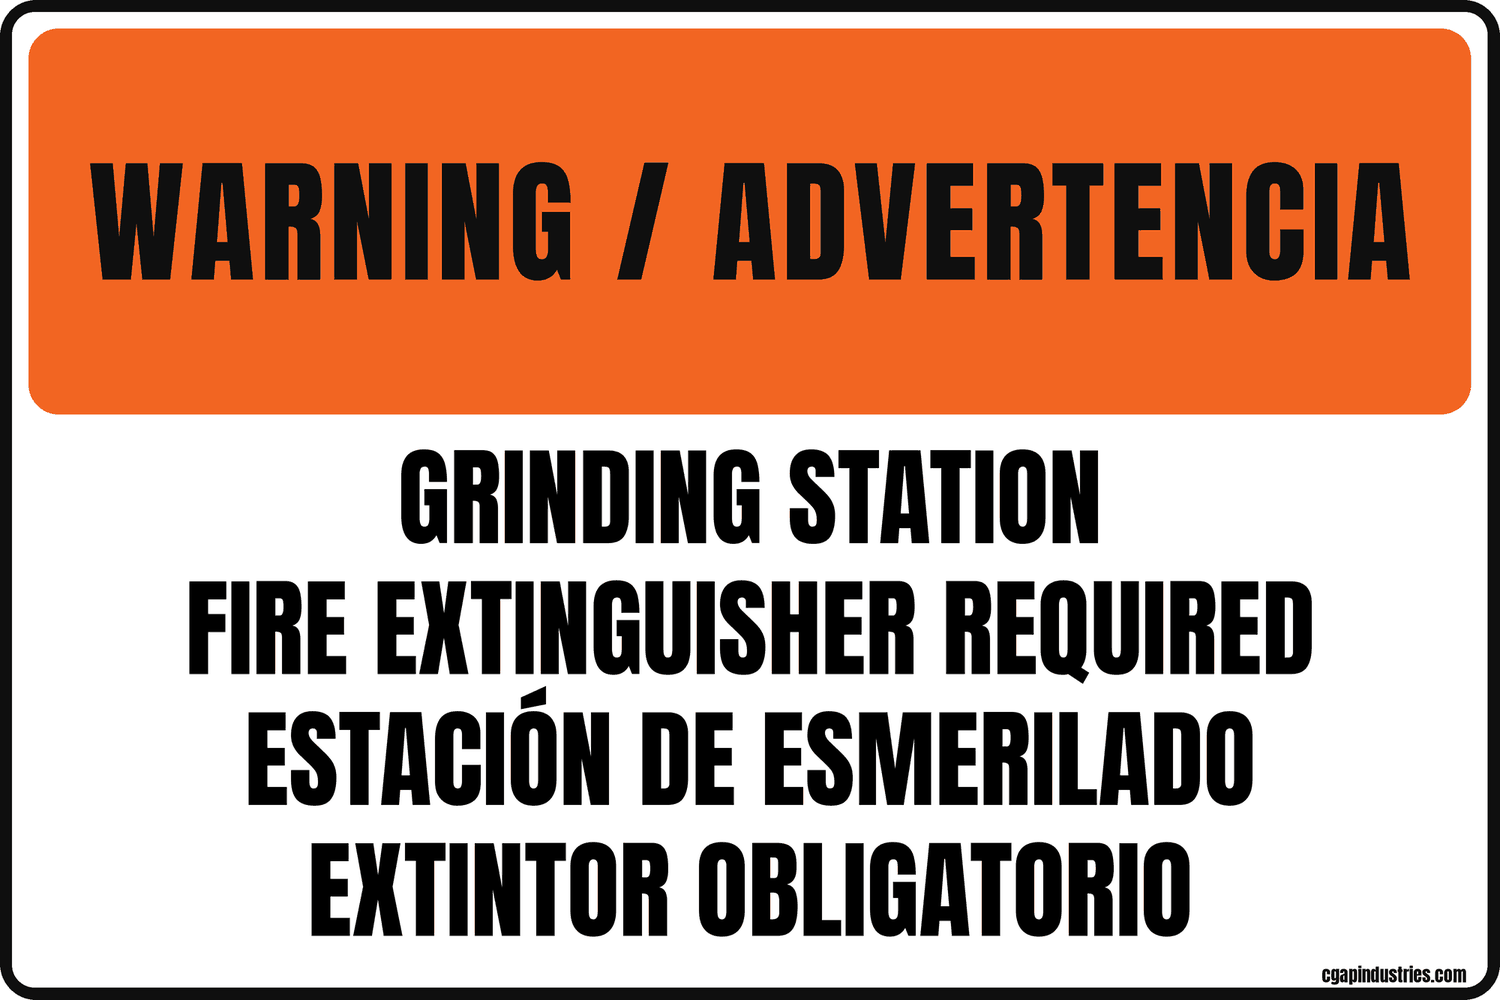 WARNING / ADVERTENCIA
GRINDING STATION
FIRE EXTINGUISHER REQUIRED
ESTACIÓN DE ESMERILADO
EXTINTOR OBLIGATORIO
cgapindustries.com